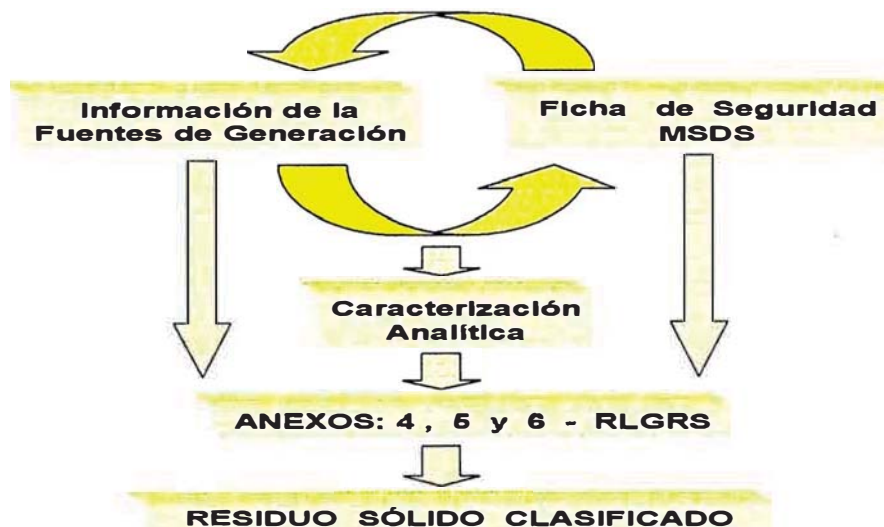 Información de la
Fuentes de Generación
Ficha de Seguridad
MSDS
Caracterización
Analítica
ANEXOS: 4 , 5 y 6 - RLGRS
RESIDUO SÓLIDO CLASIFICADO